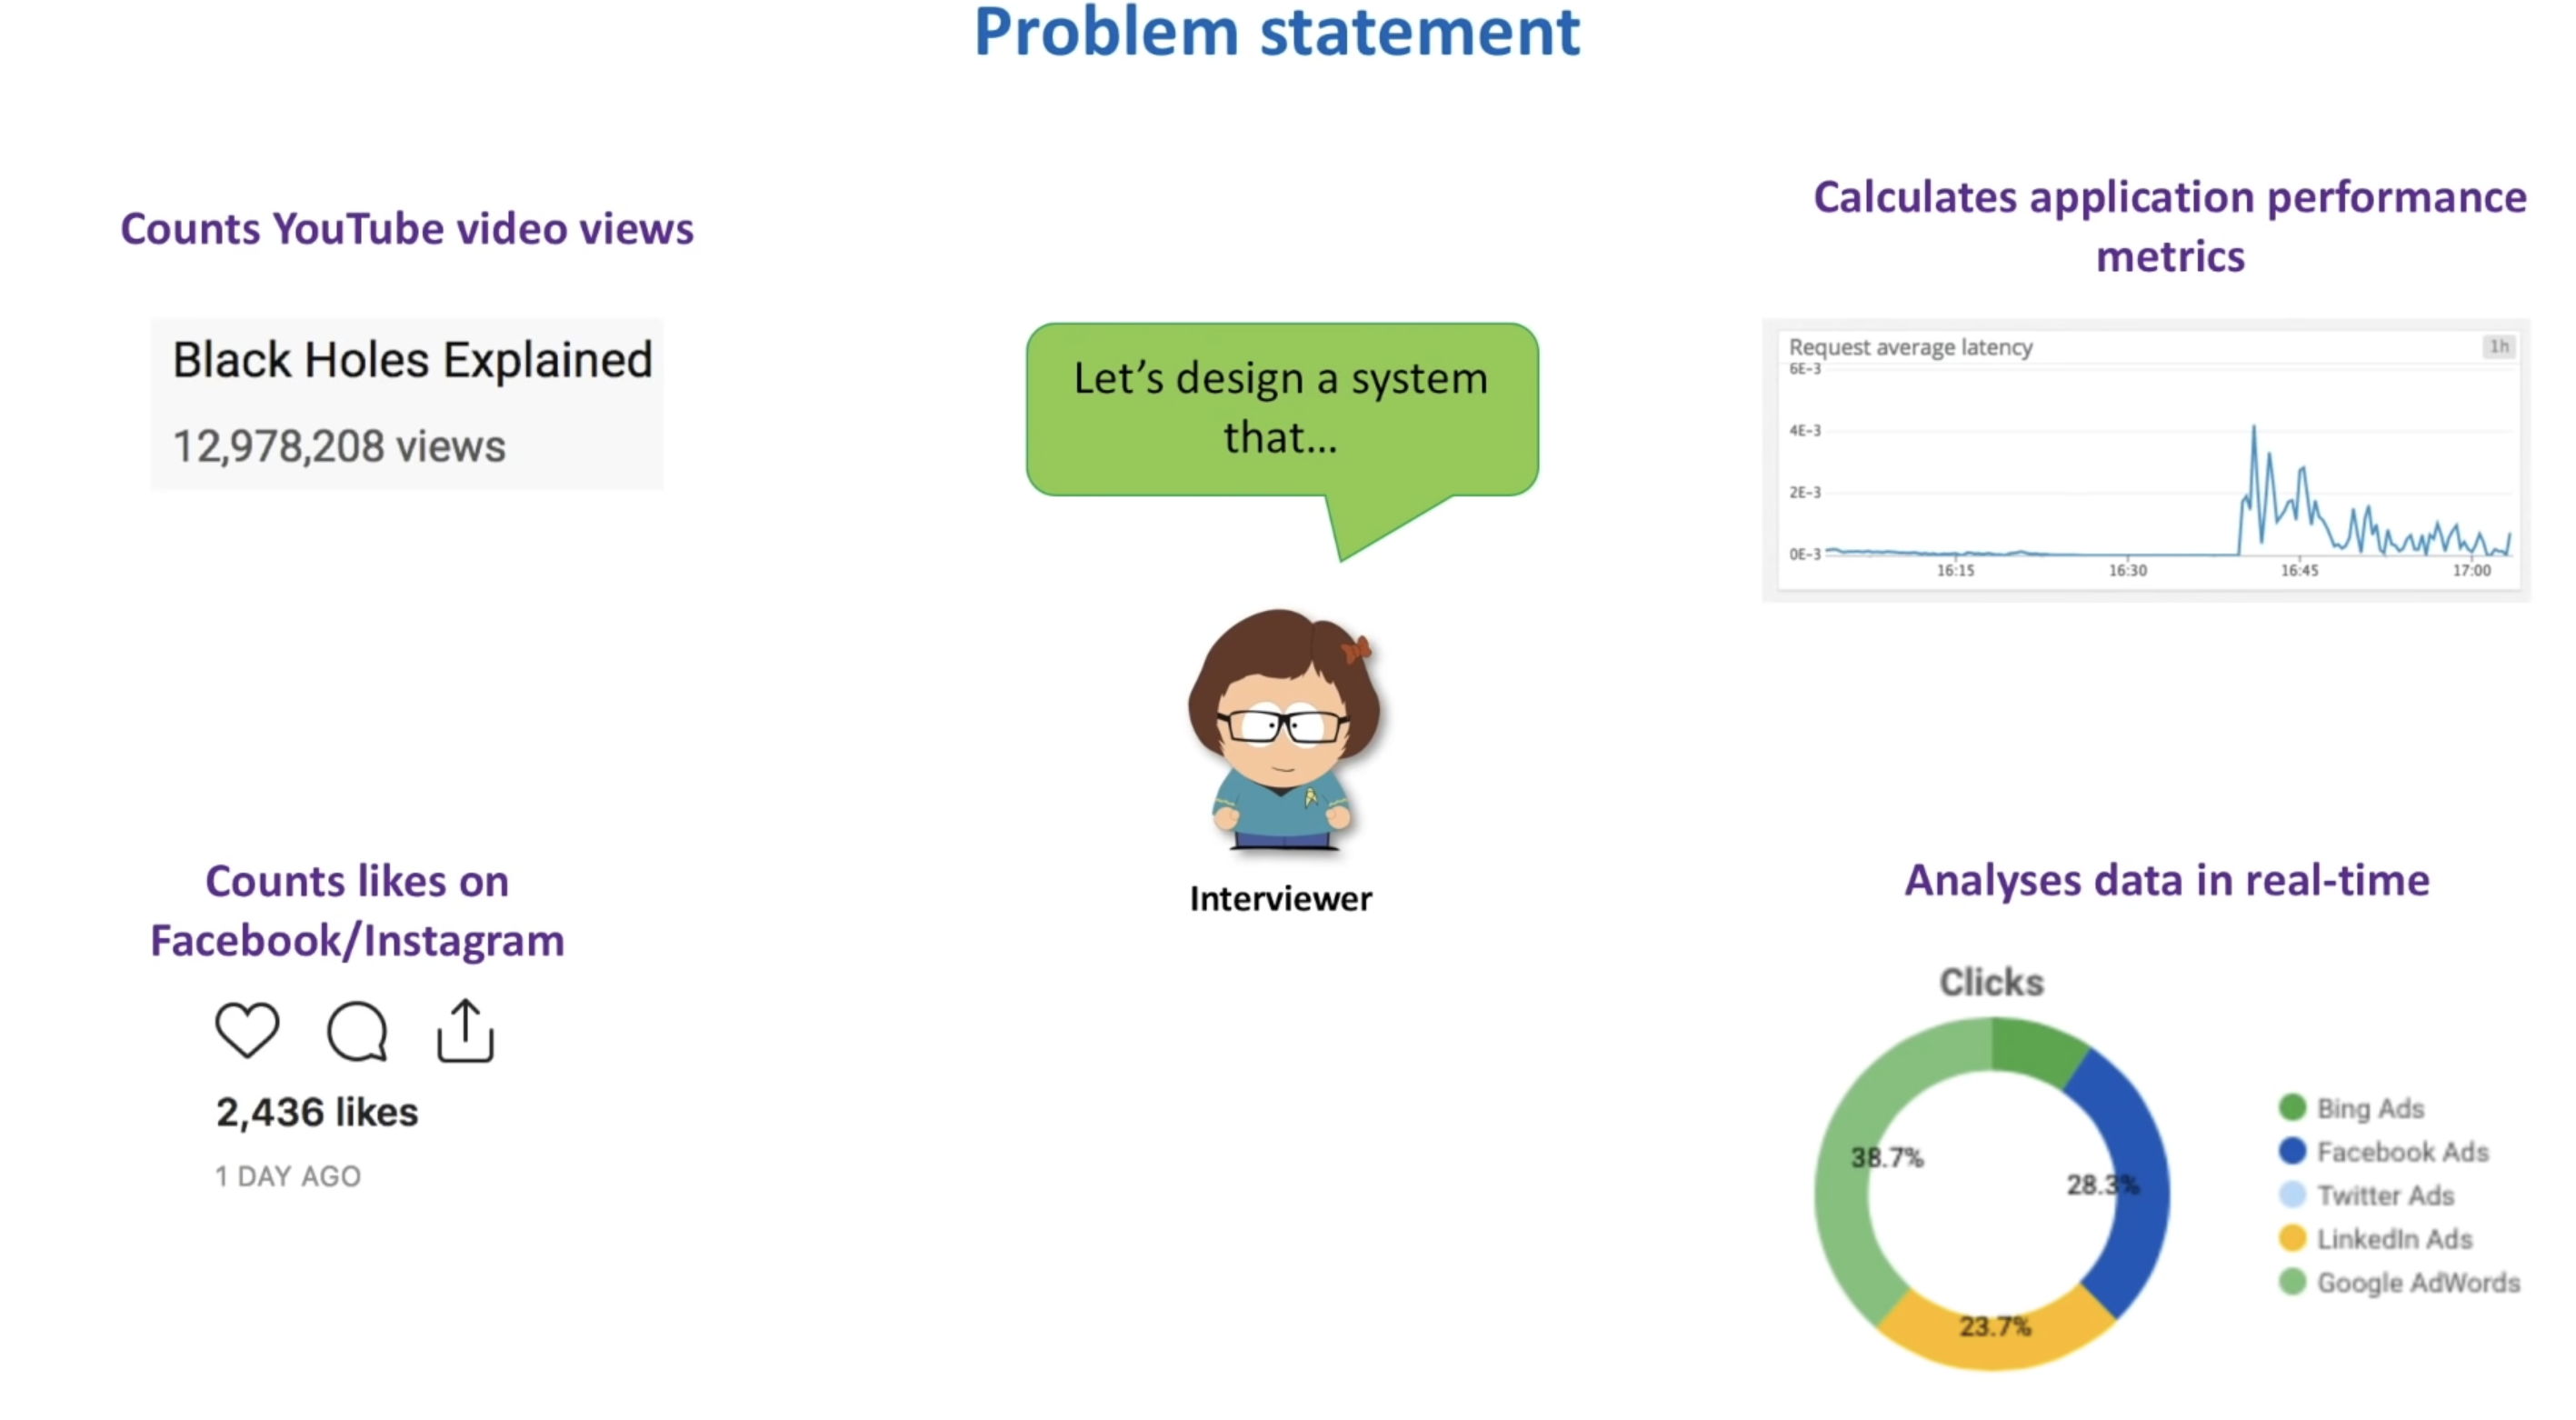 Problem statement
Counts YouTube video views
Black Holes Explained
12,978,208 views
Let's design a system
that...
Interviewer
Calculates application performance
metrics
Request average latency
1h
6E-3
4E-3
2E-3
0E-3
16:15
16:30
16:45
17:00
Counts likes on
Facebook/Instagram
2,436 likes
1 DAY AGO
Analyses data in real-time
Clicks
38.7%
28.3%
23.7%
Bing Ads
Facebook Ads
Twitter Ads
LinkedIn Ads
Google AdWords